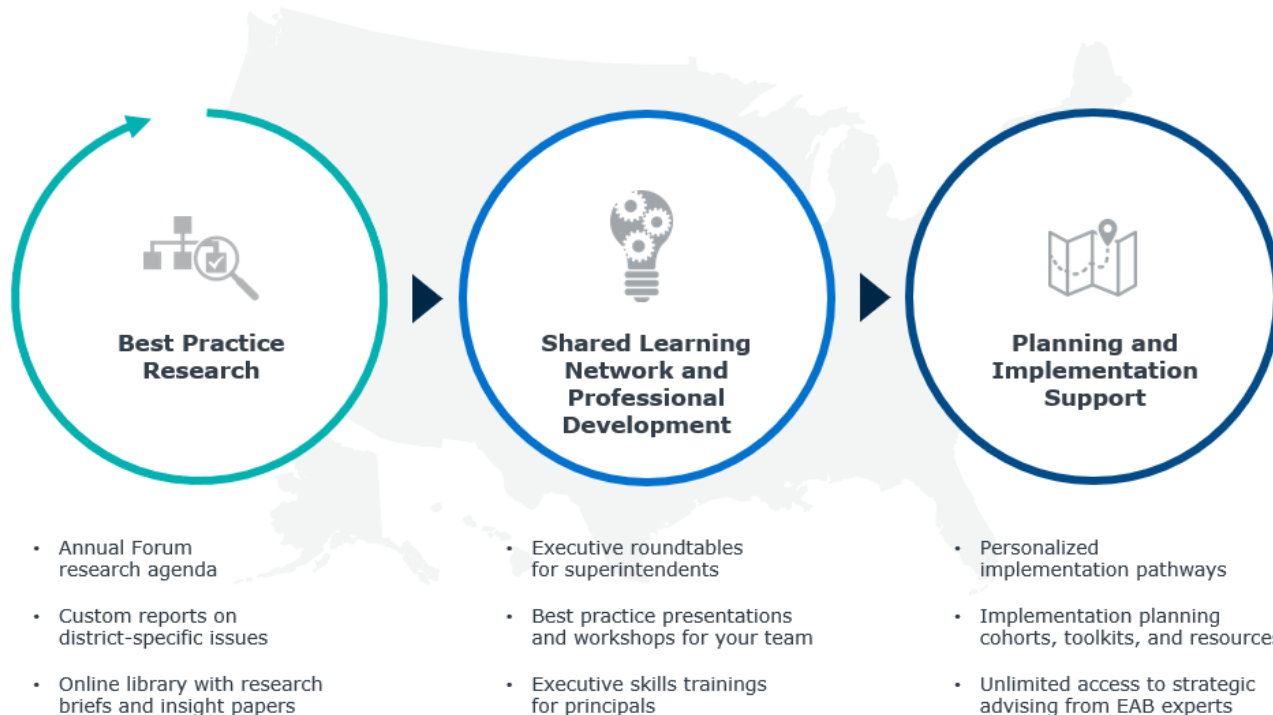 Best Practice
Research
Shared Learning
Network and
Professional
Development
Planning and
Implementation
Support
• Annual Forum
research agenda
• Custom reports on
district-specific issues
• Online library with research
briefs and insight papers
• Executive roundtables
for superintendents
• Best practice presentations
and workshops for your team
• Executive skills trainings
for principals
• Personalized
implementation pathways
• Implementation planning
cohorts, toolkits, and resources
• Unlimited access to strategic
advising from EAB experts